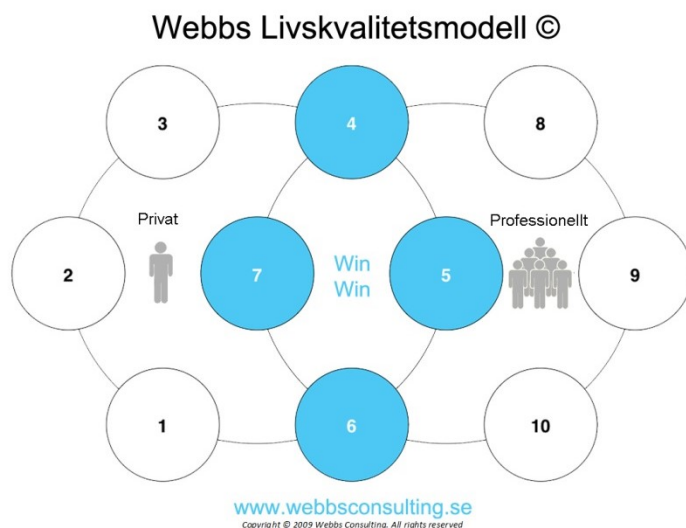 Webbs Livskvalitetsmodell ©
3
4
8
Privat
Professionellt
2
7
Win
Win
5
9
1
6
10
www.webbsconsulting.se
Copyright © 2009 Webbs Consulting. All rights reserved